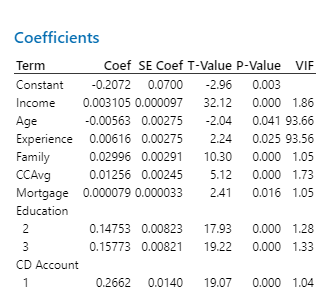 Coefficients
Term Coef SE Coef T-Value P-Value VIF
Constant -0.2072 0.0700 -2.96 0.003
Income 0.003105 0.000097 32.12 0.000 1.86
Age -0.00563 0.00275 -2.04 0.041 93.66
Experience 0.00616 0.00275 2.24 0.025 93.56
Family 0.02996 0.00291 10.30 0.000 1.05
CCAvg 0.01256 0.00245 5.12 0.000 1.73
Mortgage 0.000079 0.000033 2.41 0.016 1.05
Education
2 0.14753 0.00823 17.93 0.000 1.28
3 0.15773 0.00821 19.22 0.000 1.33
CD Account
1 0.2662 0.0140 19.07 0.000 1.04